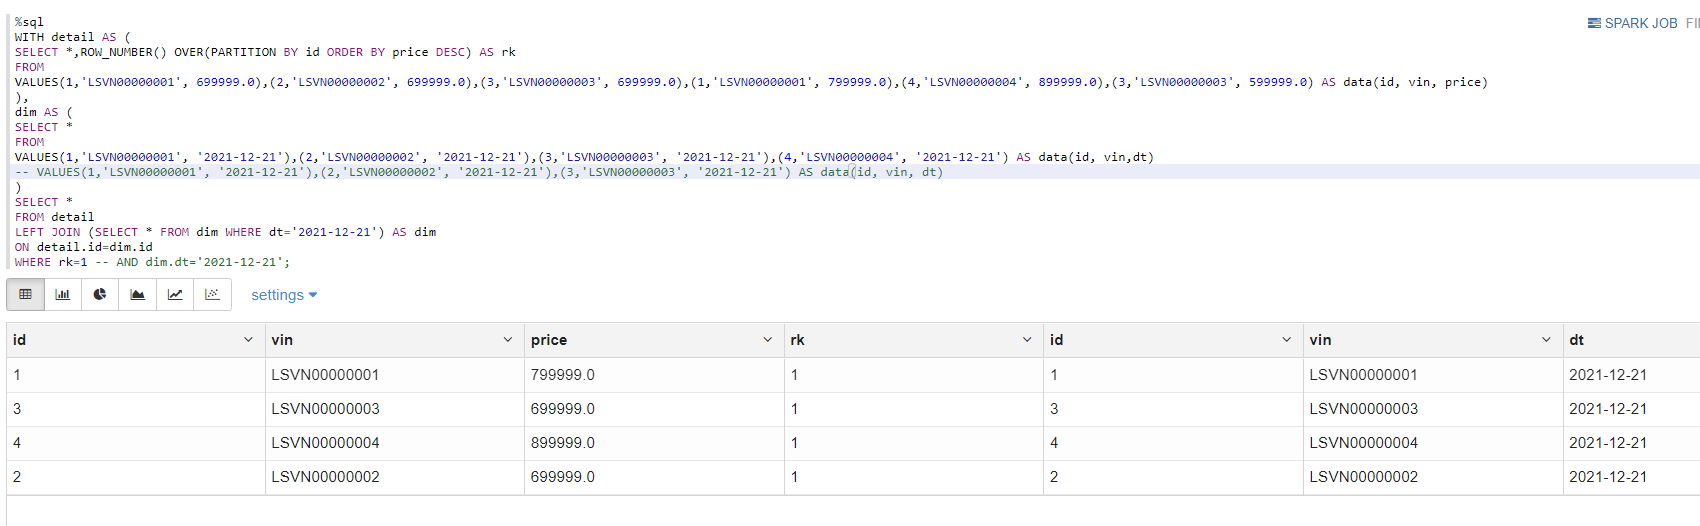 %sql
SPARK JOB
WITH detail AS (
SELECT *,ROW_NUMBER() OVER(PARTITION BY id ORDER BY price DESC) AS rk
FROM
VALUES(1,'LSVN00000001', 699999.0),(2,'LSVN00000002', 699999.0),(3,'LSVN00000003', 699999.0),(1,'LSVN00000001', 799999.0),(4,'LSVN00000004', 899999.0),(3,'LSVN00000003', 599999.0) AS data(id, vin, price)
),
dim AS (
SELECT *
FROM
VALUES(1,'LSVN00000001', '2021-12-21'),(2,'LSVN00000002', '2021-12-21'),(3,'LSVN00000003', '2021-12-21'),(4,'LSVN00000004', '2021-12-21') AS data(id, vin,dt)
-- VALUES(1,'LSVN00000001', '2021-12-21'),(2,'LSVN00000002', '2021-12-21'),(3,'LSVN00000003', '2021-12-21') AS data(id, vin, dt)
)
SELECT *
FROM detail
LEFT JOIN (SELECT * FROM dim WHERE dt='2021-12-21') AS dim
ON detail.id=dim.id
WHERE rk=1 -- AND dim.dt='2021-12-21';
settings
id vin price rk id vin dt
1 LSVN00000001 799999.0 1 1 LSVN00000001 2021-12-21
3 LSVN00000003 699999.0 1 3 LSVN00000003 2021-12-21
4 LSVN00000004 899999.0 1 4 LSVN00000004 2021-12-21
2 LSVN00000002 699999.0 1 2 LSVN00000002 2021-12-21